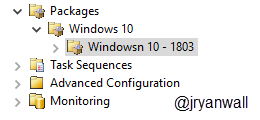 Packages
Windows 10
Windowsn 10 - 1803
Task Sequences
Advanced Configuration
Monitoring
@jryanwall